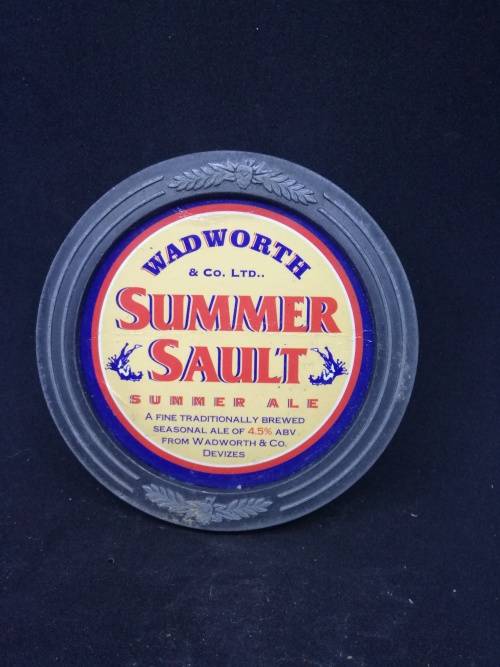 WADWORTH
& Co. LTD..
SUMMER
SAULT
SUMMER ALE
A FINE TRADITIONALLY BREWED
SEASONAL ALE OF 4.5% ABV
FROM WADWORTH & Co.
DEVIZES